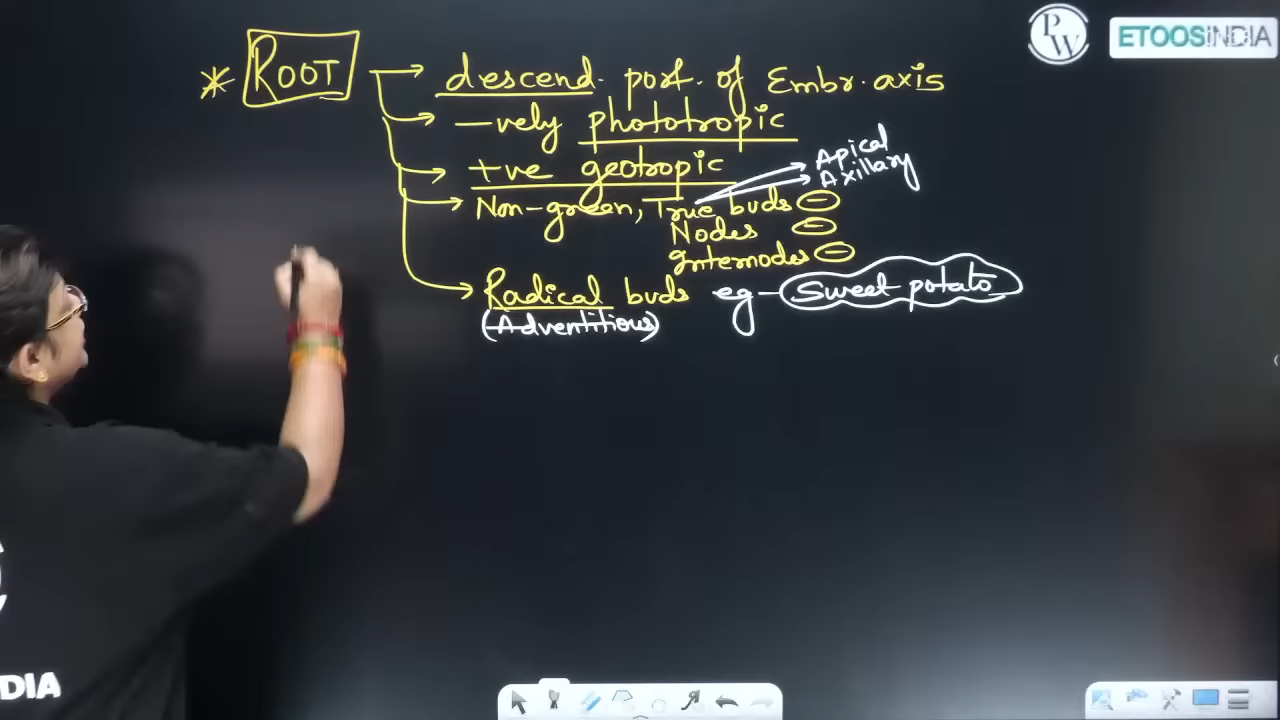 * ROOT → descend. port. of Embr. axis
→ -vely phototropic
→ +ve geotropic
Apical
Axillary
→ Non-green, True buds ⊖
Nodes ⊖
Internodes ⊖
→ Radical buds eg - Sweet potato
(Adventitious)
PW
ETOOSINDIA
DIA